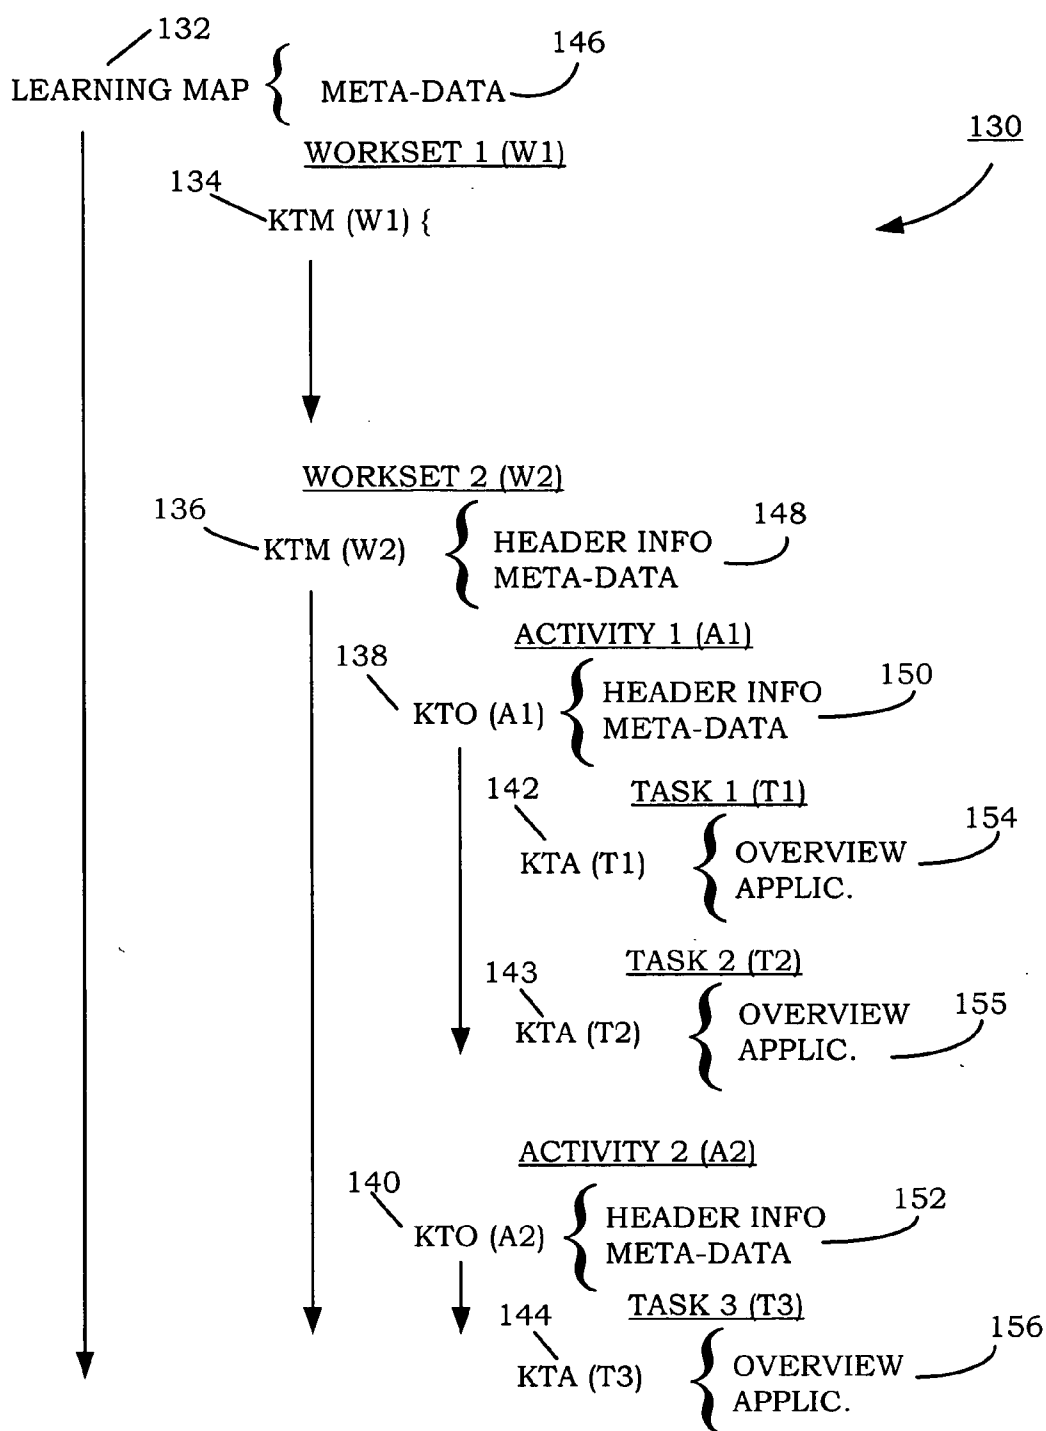 132
146
LEARNING MAP { META-DATA
130
WORKSET 1 (W1)
134
KTM (W1) {
WORKSET 2 (W2)
136
148
KTM (W2) { HEADER INFO
META-DATA
ACTIVITY 1 (A1)
138
150
KTO (A1) { HEADER INFO
META-DATA
142
TASK 1 (T1)
154
KTA (T1) { OVERVIEW
APPLIC.
143
TASK 2 (T2)
155
KTA (T2) { OVERVIEW
APPLIC.
ACTIVITY 2 (A2)
140
152
KTO (A2) { HEADER INFO
META-DATA
144
TASK 3 (T3)
156
KTA (T3) { OVERVIEW
APPLIC.